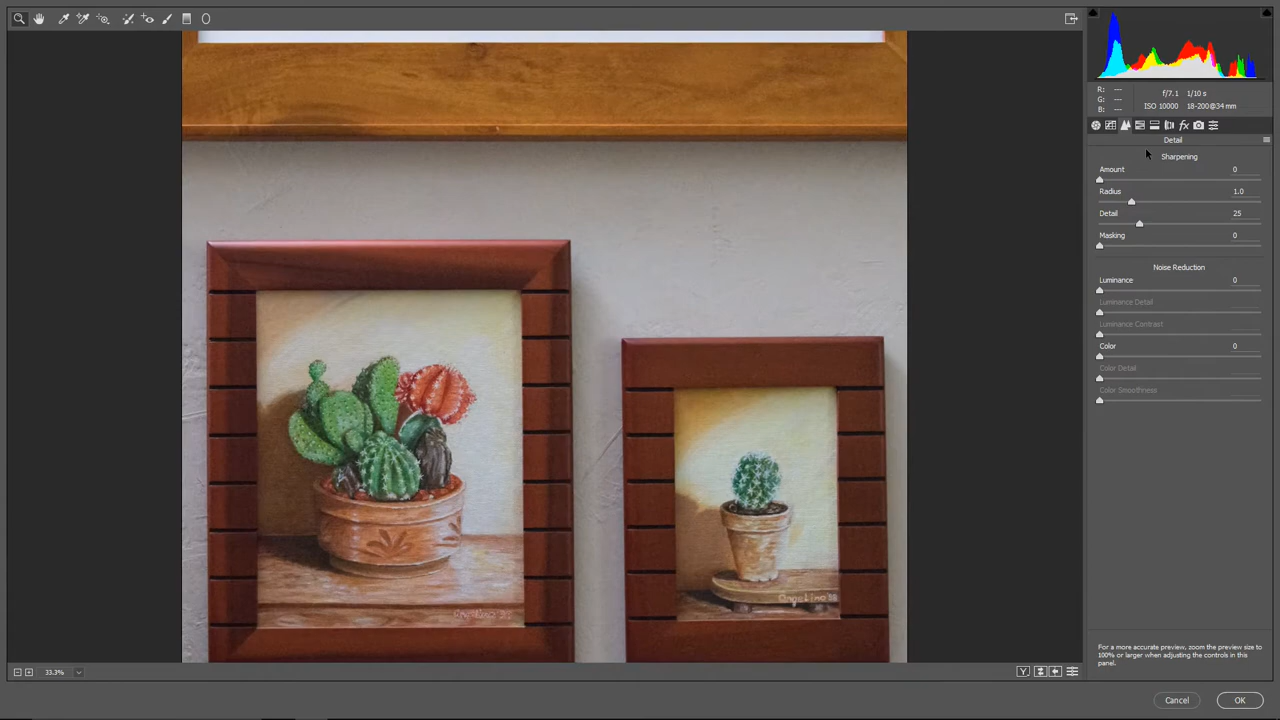 R: ---
G: ---
B: ---
f/7.1 1/10 s
ISO 10000 18-200@34 mm
fx
Detail
Sharpening
Amount 0
Radius 1.0
Detail 25
Masking 0
Noise Reduction
Luminance 0
Luminance Detail
Luminance Contrast
Color 0
Color Detail
Color Smoothness
Angelino'98
For a more accurate preview, zoom the preview size to
100% or larger when adjusting the controls in this
panel.
33.3%
Y
Cancel OK